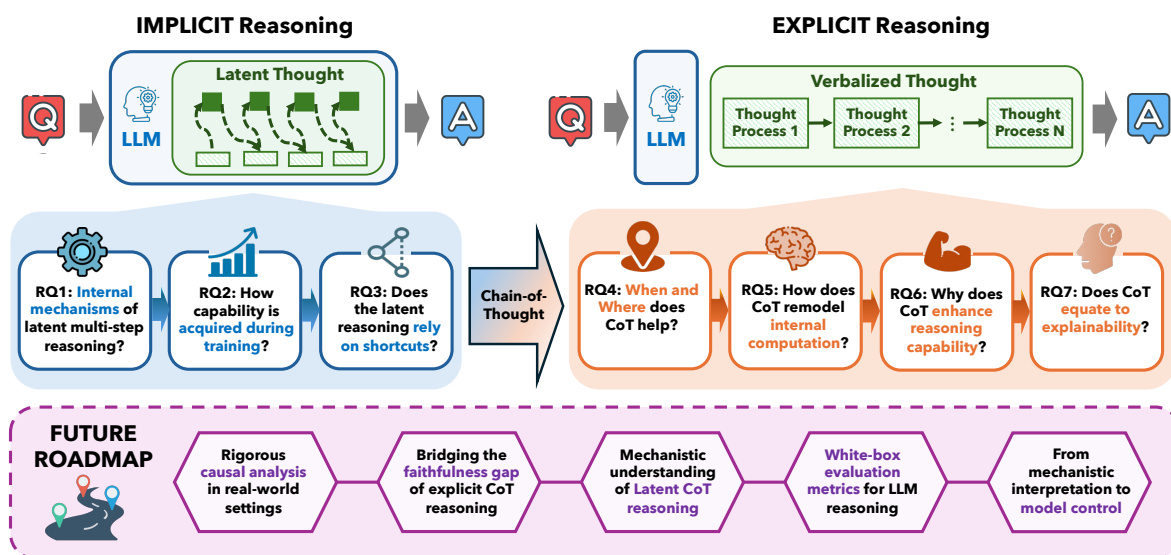 IMPLICIT Reasoning
Q
LLM
Latent Thought
A
EXPLICIT Reasoning
Q
LLM
Verbalized Thought
Thought
Process 1
Thought
Process 2
Thought
Process N
A
RQ1: Internal
mechanisms of
latent multi-step
reasoning?
RQ2: How
capability is
acquired during
training?
RQ3: Does
the latent
reasoning rely
on shortcuts?
Chain-of-
Thought
RQ4: When and
Where does
CoT help?
RQ5: How does
CoT remodel
internal
computation?
RQ6: Why does
CoT enhance
reasoning
capability?
?
RQ7: Does CoT
equate to
explainability?
FUTURE
ROADMAP
Rigorous
causal analysis
in real-world
settings
Bridging the
faithfulness gap
of explicit CoT
reasoning
Mechanistic
understanding
of Latent CoT
reasoning
White-box
evaluation
metrics for LLM
reasoning
From
mechanistic
interpretation to
model control